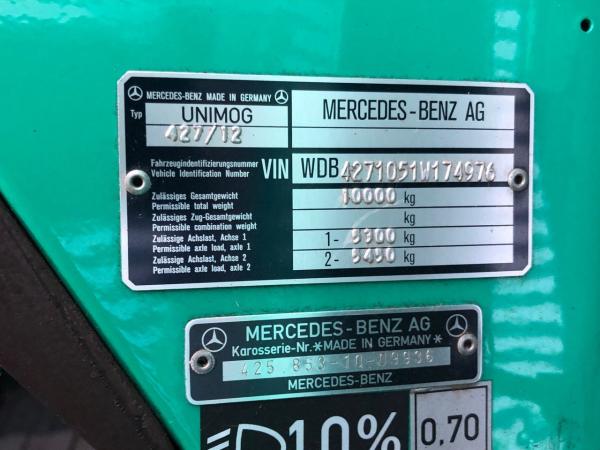 MERCEDES-BENZ MADE IN GERMANY
Typ UNIMOG
427/12
MERCEDES-BENZ AG
Fahrzeugidentifizierungsnummer
Vehicle Identification Number
VIN WDB4271051W174976
Zulässiges Gesamtgewicht
Permissible total weight
10000 kg
Zulässiges Zug-Gesamtgewicht
Permissible combination weight
kg
Zulässige Achslast, Achse 1
Permissible axle load, axle 1
1- 5300 kg
Zulässige Achslast, Achse 2
Permissible axle load, axle 2
2- 5490 kg
MERCEDES-BENZ AG
Karosserie-Nr.*MADE IN GERMANY*
425 853-10-09936
MERCEDES-BENZ
10% 0,70